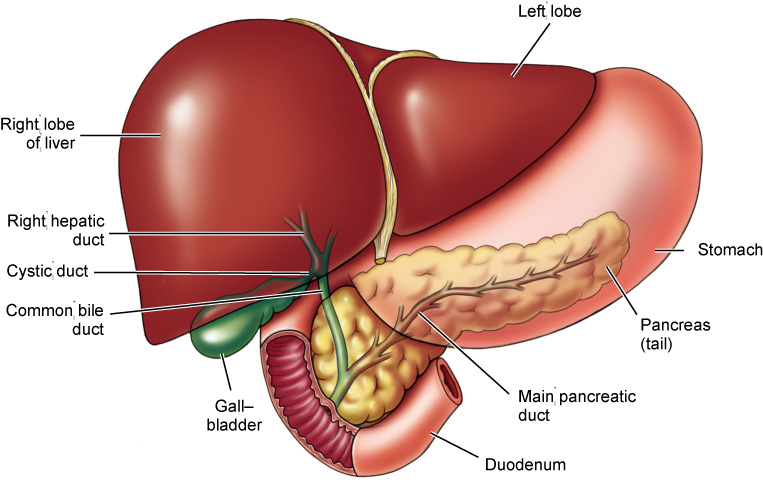 Left lobe
Right lobe
of liver
Right hepatic
duct
Cystic duct
Common bile
duct
Gall–
bladder
Stomach
Pancreas
(tail)
Main pancreatic
duct
Duodenum